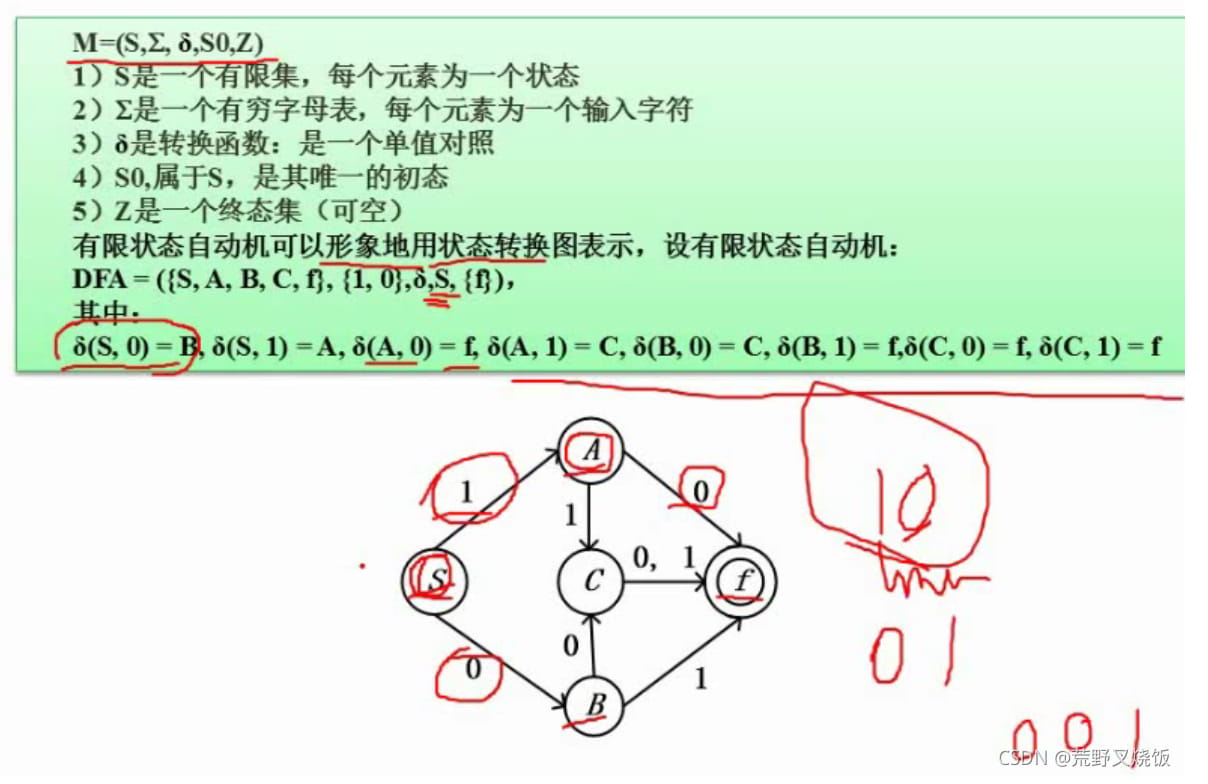 M=(S,Σ, δ,S0,Z)
1）S是一个有限集，每个元素为一个状态
2）Σ是一个有穷字母表，每个元素为一个输入字符
3）δ是转换函数：是一个单值对照
4）S0,属于S，是其唯一的初态
5）Z是一个终态集（可空）
有限状态自动机可以形象地用状态转换图表示，设有限状态自动机：
DFA = ({S, A, B, C, f}, {1, 0},δ,S, {f})，
其中：
δ(S, 0) = B, δ(S, 1) = A, δ(A, 0) = f, δ(A, 1) = C, δ(B, 0) = C, δ(B, 1) = f,δ(C, 0) = f, δ(C, 1) = f
A
1
0
10
1
0, 1
S
C
f
0
0
01
B
1
001
CSDN @荒野叉烧饭